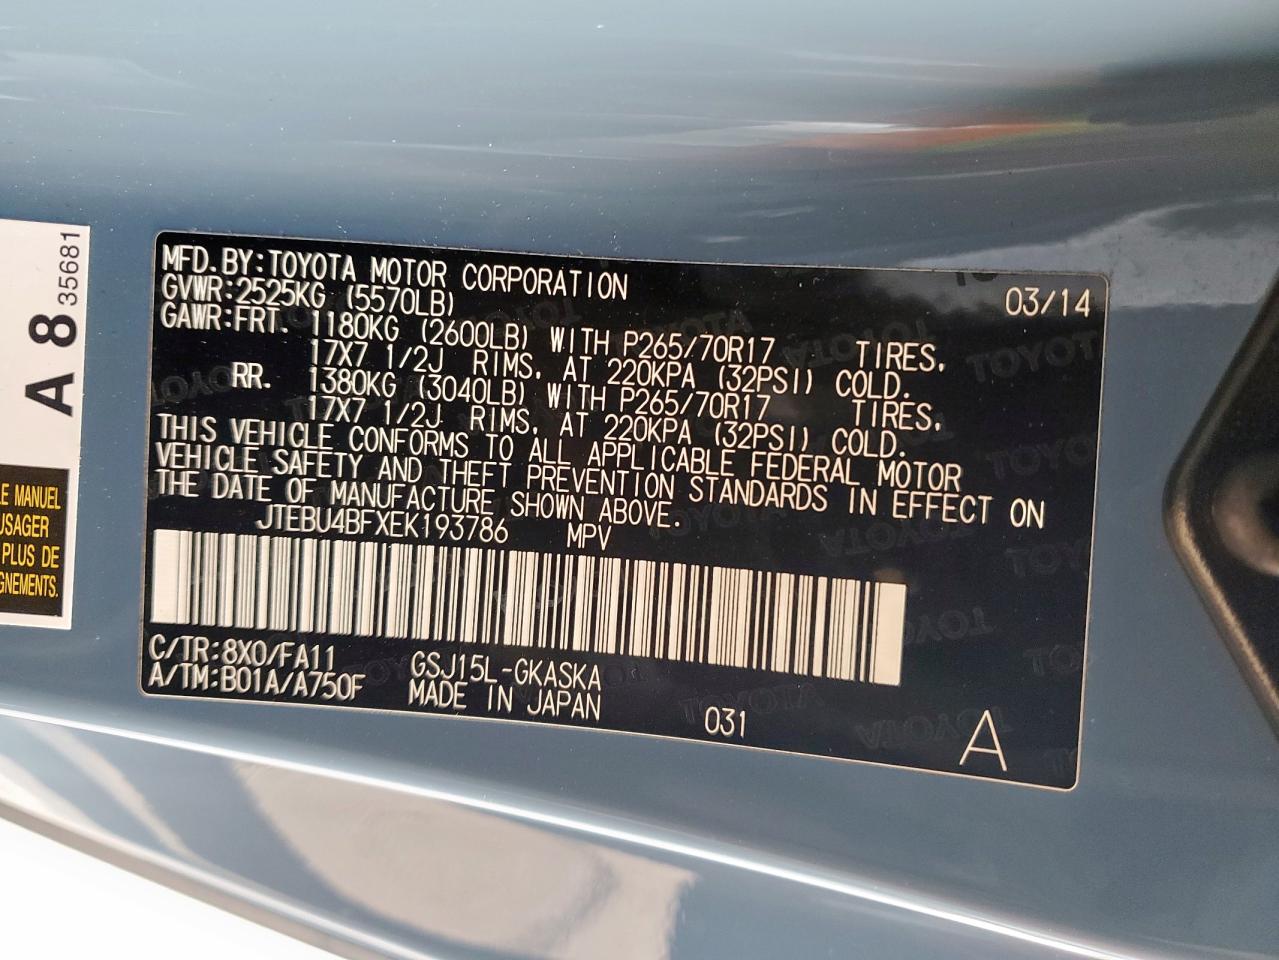 A 8 35681
LE MANUEL
USAGER
PLUS DE
GNEMENTS.
MFD.BY:TOYOTA MOTOR CORPORATION 03/14
GVWR:2525KG (5570LB)
GAWR:FRT. 1180KG (2600LB) WITH P265/70R17 TIRES,
17X7 1/2J RIMS, AT 220KPA (32PSI) COLD.
RR. 1380KG (3040LB) WITH P265/70R17 TIRES,
17X7 1/2J RIMS, AT 220KPA (32PSI) COLD.
THIS VEHICLE CONFORMS TO ALL APPLICABLE FEDERAL MOTOR
VEHICLE SAFETY AND THEFT PREVENTION STANDARDS IN EFFECT ON
THE DATE OF MANUFACTURE SHOWN ABOVE.
JTEBU4BFXEK193786 MPV
C/TR:8X0/FA11 GSJ15L-GKASKA
A/TM:B01A/A750F MADE IN JAPAN 031 A